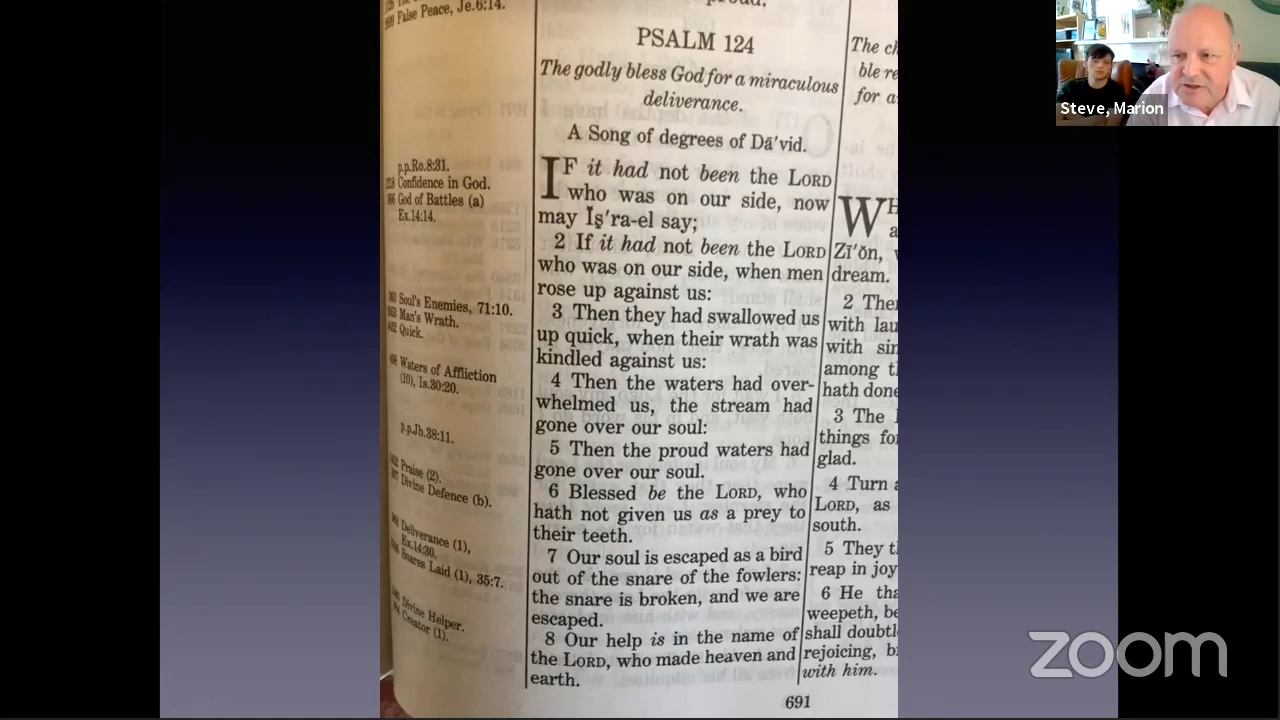 False Peace, Je.6:14.
p.p.Ro.8:31.
Confidence in God.
God of Battles (a)
Ex.14:14.
Soul's Enemies, 71:10.
Man's Wrath.
Quick.
Waters of Affliction
(10), Is.30:20.
p.p.Jb.38:11.
Praise (2).
Divine Defence (b).
Deliverance (1),
Ex.14:30.
Snares Laid (1), 35:7.
Divine Helper.
Creator (1).
PSALM 124
The godly bless God for a miraculous
deliverance.
A Song of degrees of Dā′vid.
IF it had not been the LORD
who was on our side, now
may Ĭş′ra-el say;
2 If it had not been the LORD
who was on our side, when men
rose up against us:
3 Then they had swallowed us
up quick, when their wrath was
kindled against us:
4 Then the waters had over-
whelmed us, the stream had
gone over our soul:
5 Then the proud waters had
gone over our soul.
6 Blessed be the LORD, who
hath not given us as a prey to
their teeth.
7 Our soul is escaped as a bird
out of the snare of the fowlers:
the snare is broken, and we are
escaped.
8 Our help is in the name of
the LORD, who made heaven and
earth.
691
The ch
ble re
for a
WH
a
Zī′ŏn,
dream.
2 The
with lau
with sin
among t
hath done
3 The
things fo
glad.
4 Turn a
LORD, as
south.
5 They t
reap in joy
6 He tha
weepeth, be
shall doubtl
rejoicing, b
with him.
Steve, Marion
zoom